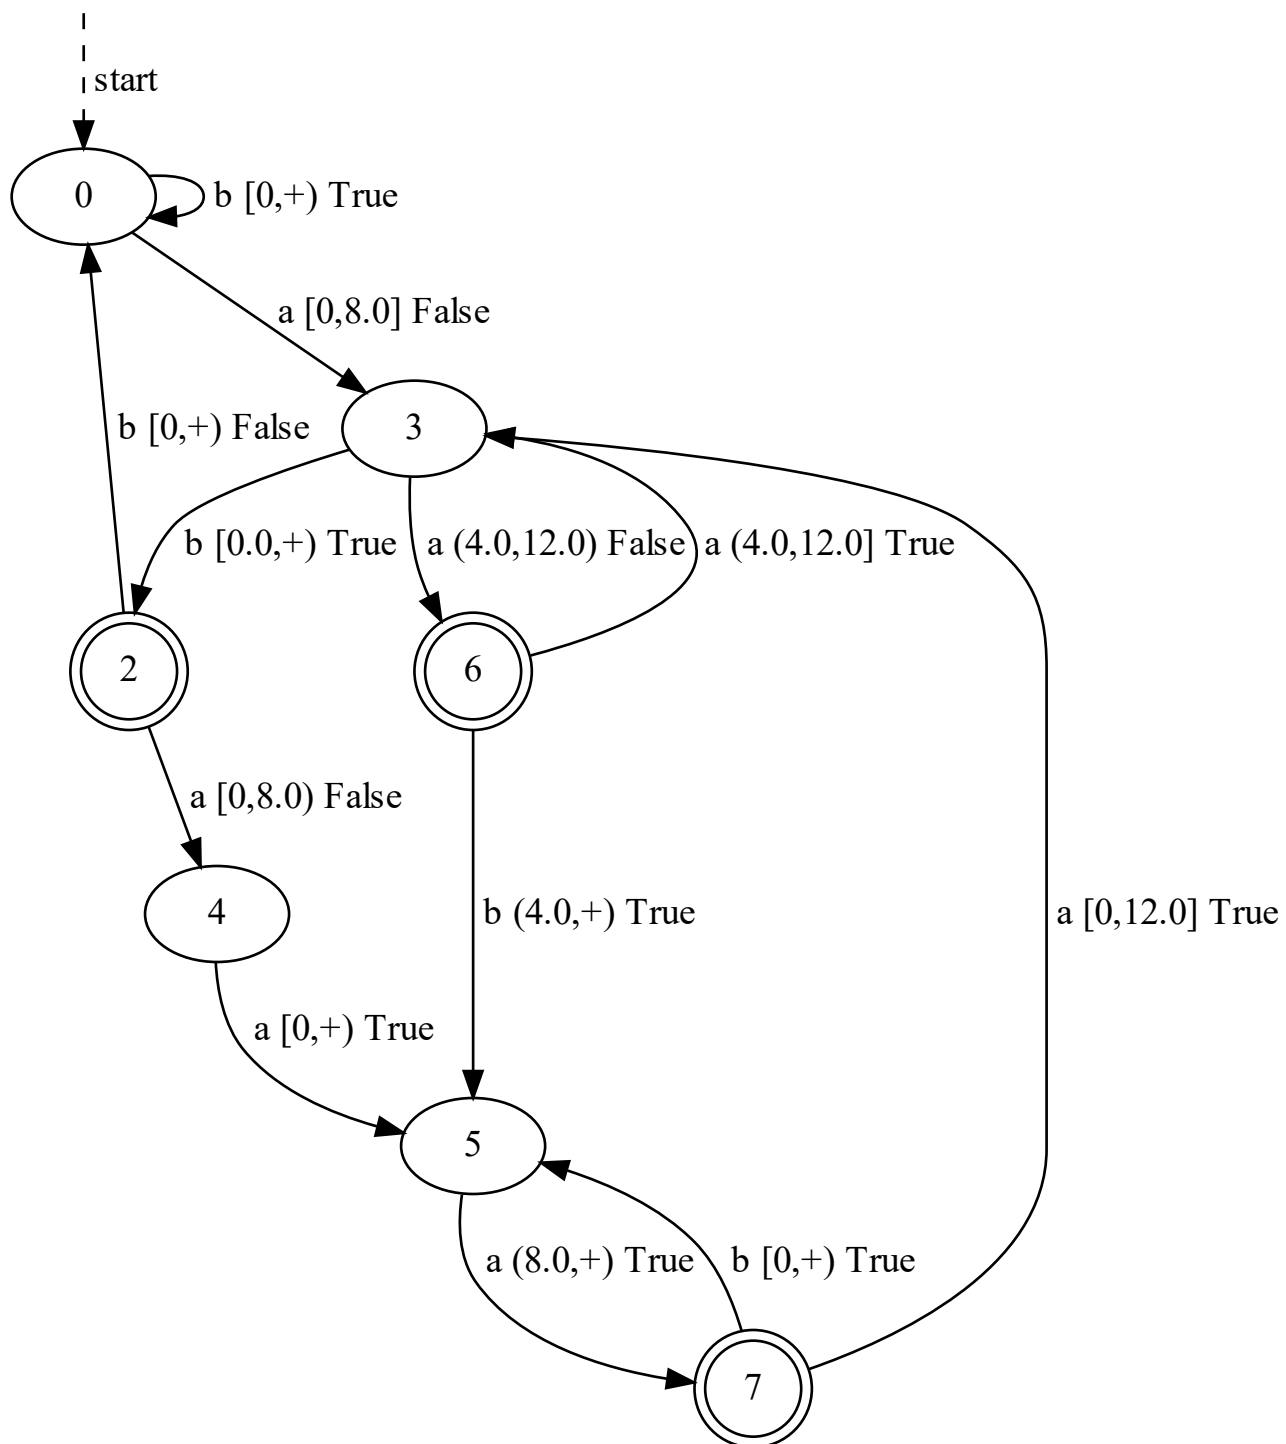 start
0
b [0,+) True
a [0,8.0] False
b [0,+) False
3
b [0.0,+) True
a (4.0,12.0) False
a (4.0,12.0] True
2
6
a [0,8.0) False
4
b (4.0,+) True
a [0,12.0] True
a [0,+) True
5
a (8.0,+) True
b [0,+) True
7